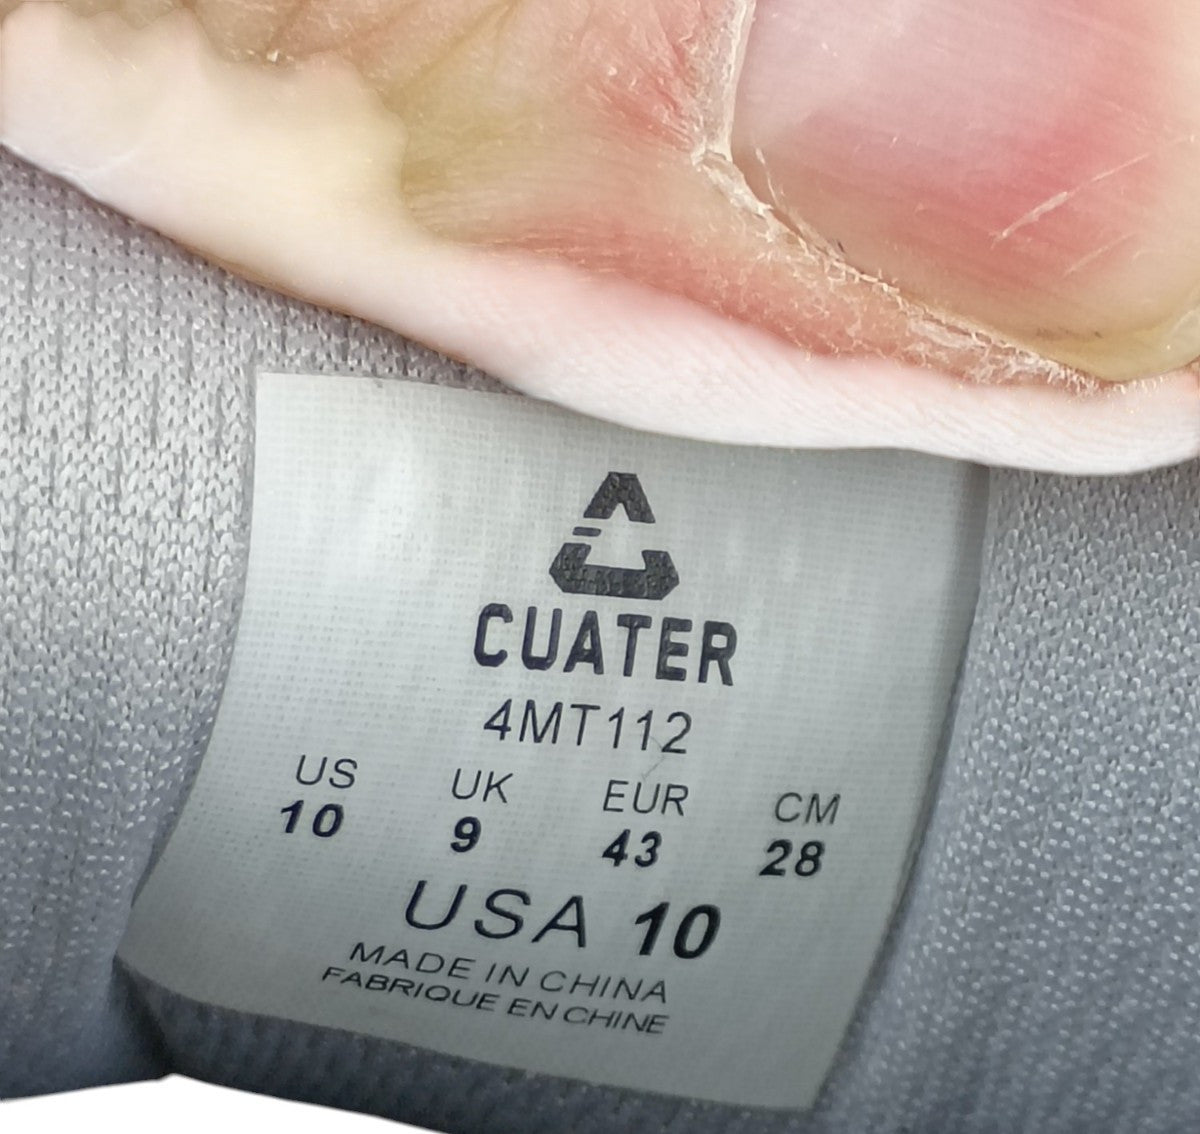 CUATER
4MT112
US UK EUR CM
10 9 43 28
USA 10
MADE IN CHINA
FABRIQUE EN CHINE